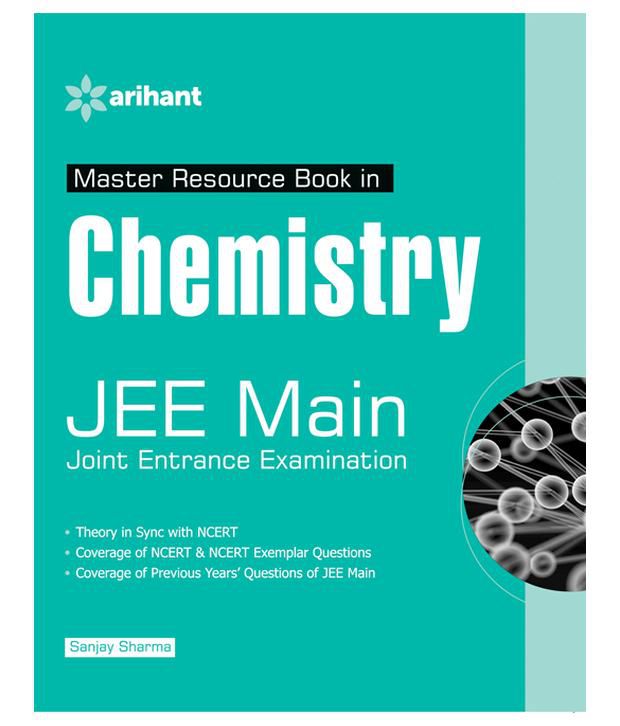 arihant
Master Resource Book in
Chemistry
JEE Main
Joint Entrance Examination
• Theory in Sync with NCERT
• Coverage of NCERT & NCERT Exemplar Questions
• Coverage of Previous Years' Questions of JEE Main
Sanjay Sharma